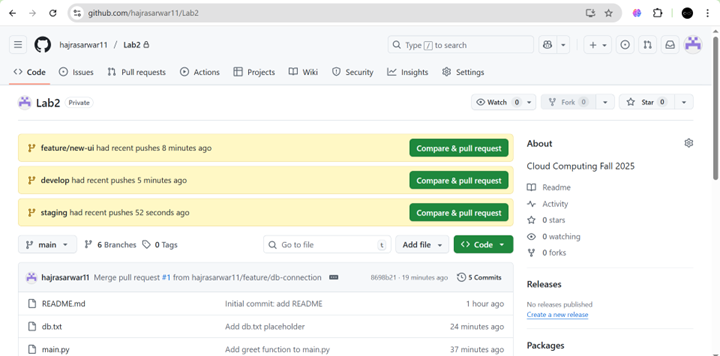 github.com/hajrasarwar11/Lab2
hajrasarwar11 / Lab2
Type / to search
Code Issues Pull requests Actions Projects Wiki Security Insights Settings
Lab2 Private
Watch 0 Fork 0 Star 0
feature/new-ui had recent pushes 8 minutes ago Compare & pull request
develop had recent pushes 5 minutes ago Compare & pull request
staging had recent pushes 52 seconds ago Compare & pull request
main 6 Branches 0 Tags Go to file t Add file Code
hajrasarwar11 Merge pull request #1 from hajrasarwar11/feature/db-connection 8698b21 · 19 minutes ago 5 Commits
README.md Initial commit: add README 1 hour ago
db.txt Add db.txt placeholder 24 minutes ago
main.py Add greet function to main.py 37 minutes ago
About
Cloud Computing Fall 2025
Readme
Activity
0 stars
0 watching
0 forks
Releases
No releases published
Create a new release
Packages